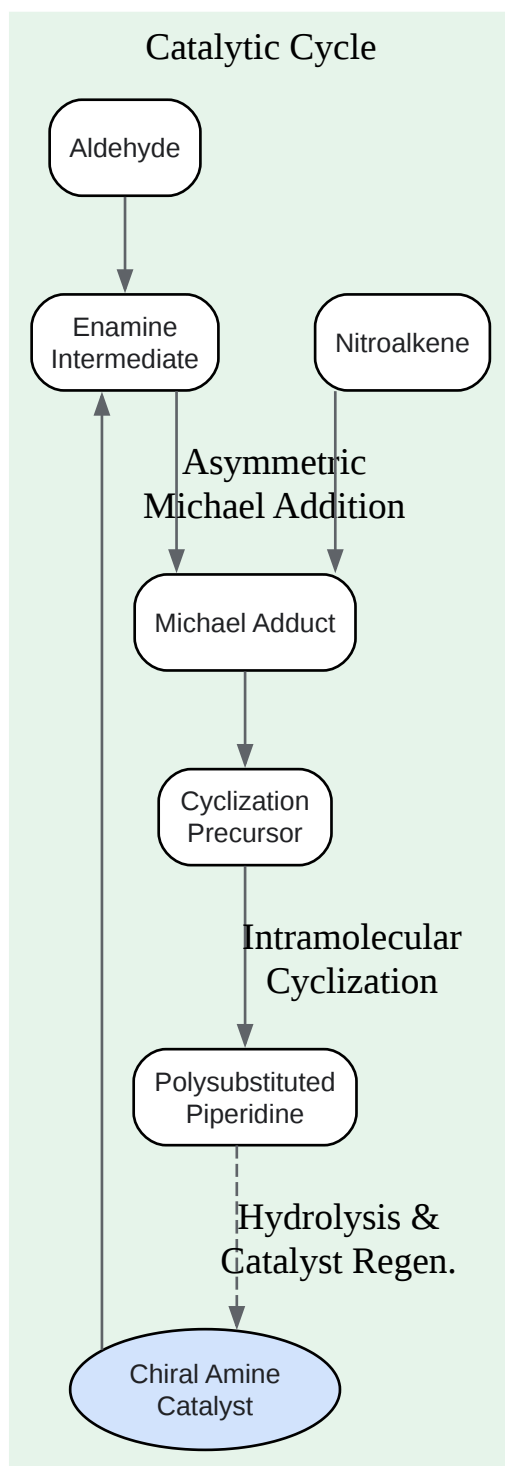 Catalytic Cycle
Aldehyde
Enamine
Intermediate
Nitroalkene
Asymmetric
Michael Addition
Michael Adduct
Cyclization
Precursor
Intramolecular
Cyclization
Polysubstituted
Piperidine
Hydrolysis &
Catalyst Regen.
Chiral Amine
Catalyst